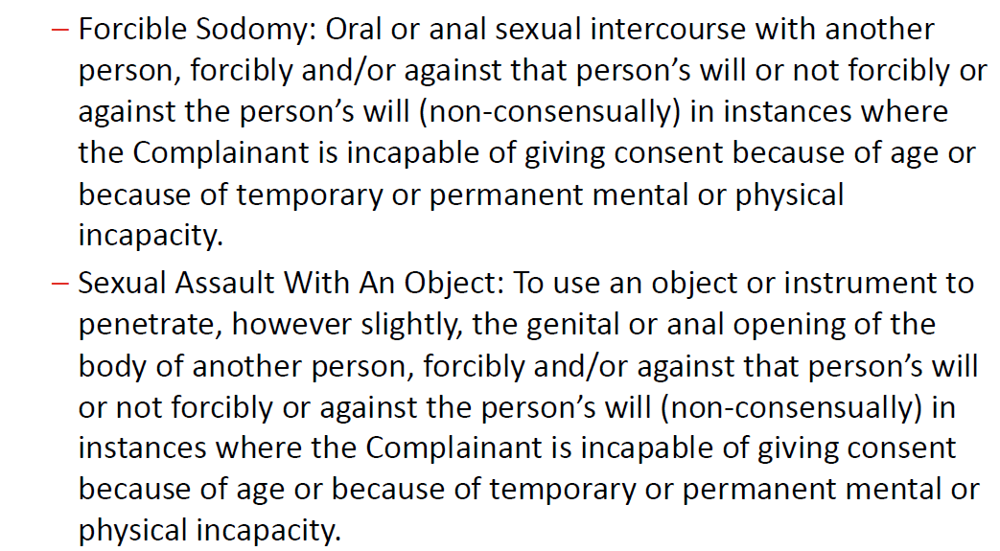 – Forcible Sodomy: Oral or anal sexual intercourse with another
person, forcibly and/or against that person’s will or not forcibly or
against the person’s will (non-consensually) in instances where
the Complainant is incapable of giving consent because of age or
because of temporary or permanent mental or physical
incapacity.
– Sexual Assault With An Object: To use an object or instrument to
penetrate, however slightly, the genital or anal opening of the
body of another person, forcibly and/or against that person’s will
or not forcibly or against the person’s will (non-consensually) in
instances where the Complainant is incapable of giving consent
because of age or because of temporary or permanent mental or
physical incapacity.